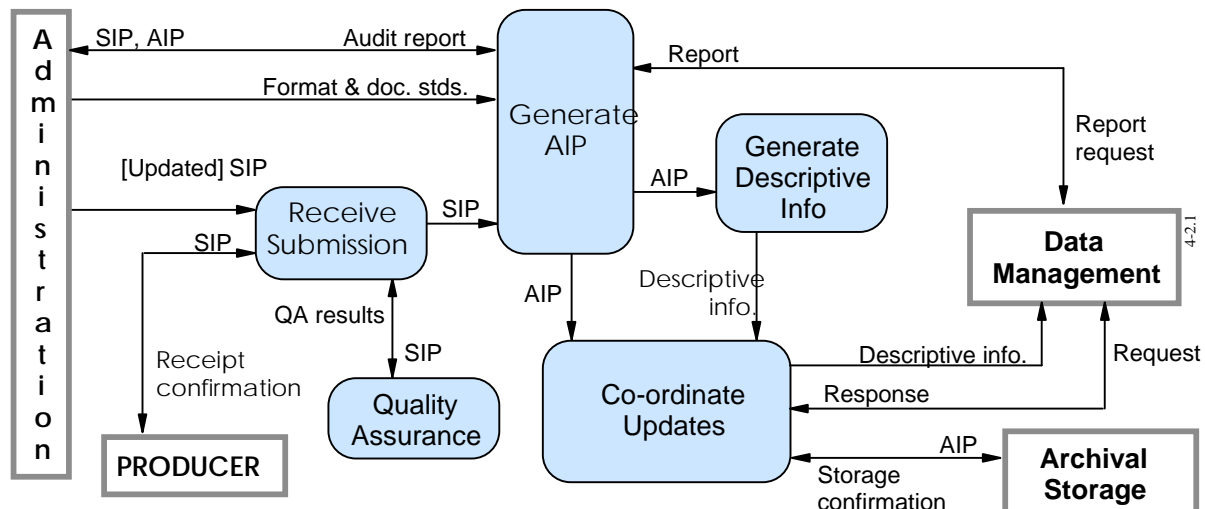 Administration
SIP, AIP
Audit report
Format & doc. stds.
[Updated] SIP
Receive
Submission
SIP
SIP
QA results
SIP
Receipt
confirmation
Quality
Assurance
PRODUCER
Generate
AIP
Report
Report
request
AIP
Generate
Descriptive
Info
AIP
Descriptive
info.
Data
Management
4-2.1
Co-ordinate
Updates
Descriptive info.
Request
Response
AIP
Storage
confirmation
Archival
Storage